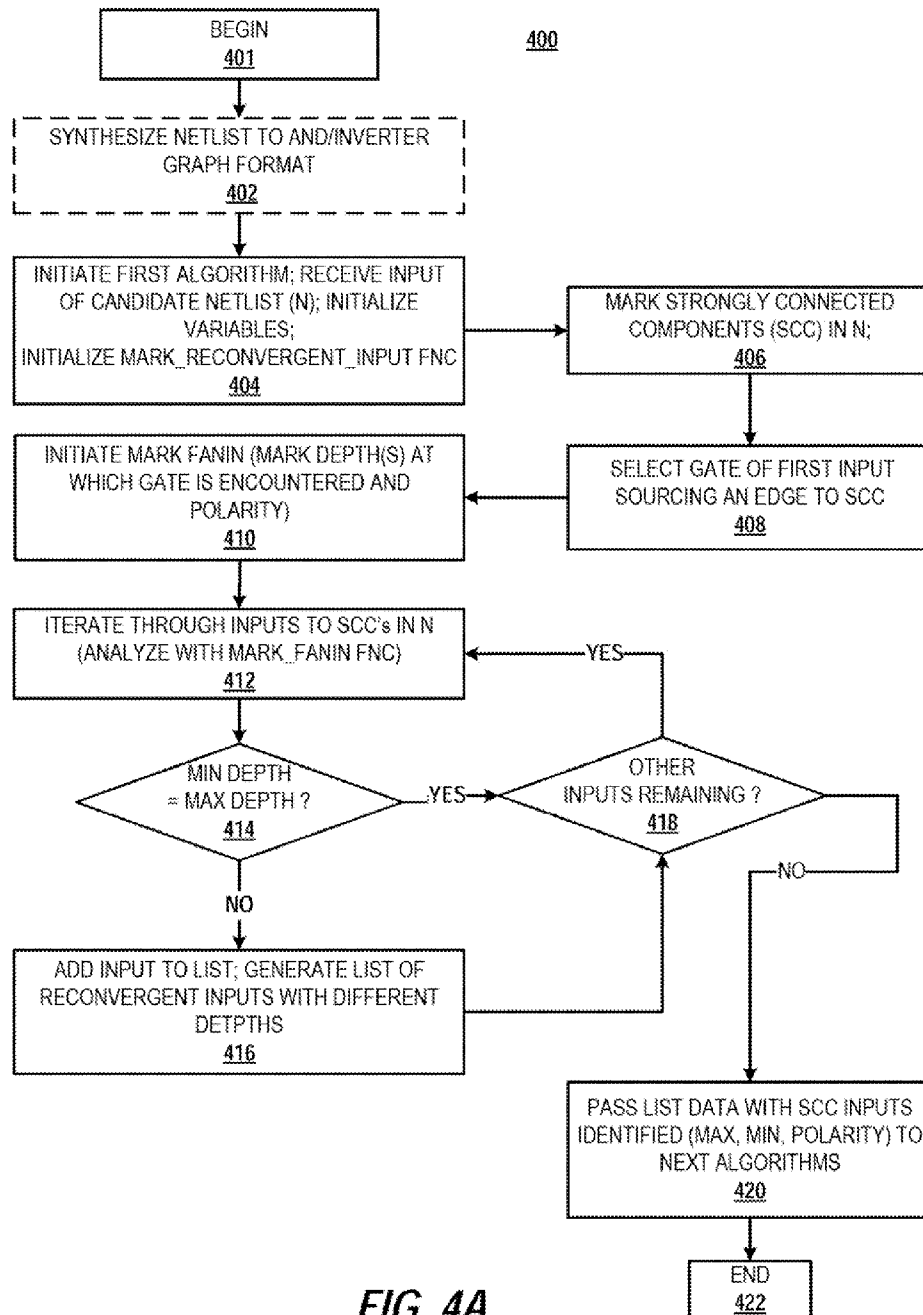 BEGIN
401
400
SYNTHESIZE NETLIST TO AND/INVERTER
GRAPH FORMAT
402
INITIATE FIRST ALGORITHM; RECEIVE INPUT
OF CANDIDATE NETLIST (N); INITIALIZE
VARIABLES;
INITIALIZE MARK_RECONVERGENT_INPUT FNC
404
MARK STRONGLY CONNECTED
COMPONENTS (SCC) IN N;
406
SELECT GATE OF FIRST INPUT
SOURCING AN EDGE TO SCC
408
INITIATE MARK FANIN (MARK DEPTH(S) AT
WHICH GATE IS ENCOUNTERED AND
POLARITY)
410
ITERATE THROUGH INPUTS TO SCC's IN N
(ANALYZE WITH MARK_FANIN FNC)
412
YES
MIN DEPTH
= MAX DEPTH ?
414
YES
OTHER
INPUTS REMAINING ?
418
NO
NO
ADD INPUT TO LIST; GENERATE LIST OF
RECONVERGENT INPUTS WITH DIFFERENT
DETPTHS
416
PASS LIST DATA WITH SCC INPUTS
IDENTIFIED (MAX, MIN, POLARITY) TO
NEXT ALGORITHMS
420
END
422
FIG. 4A